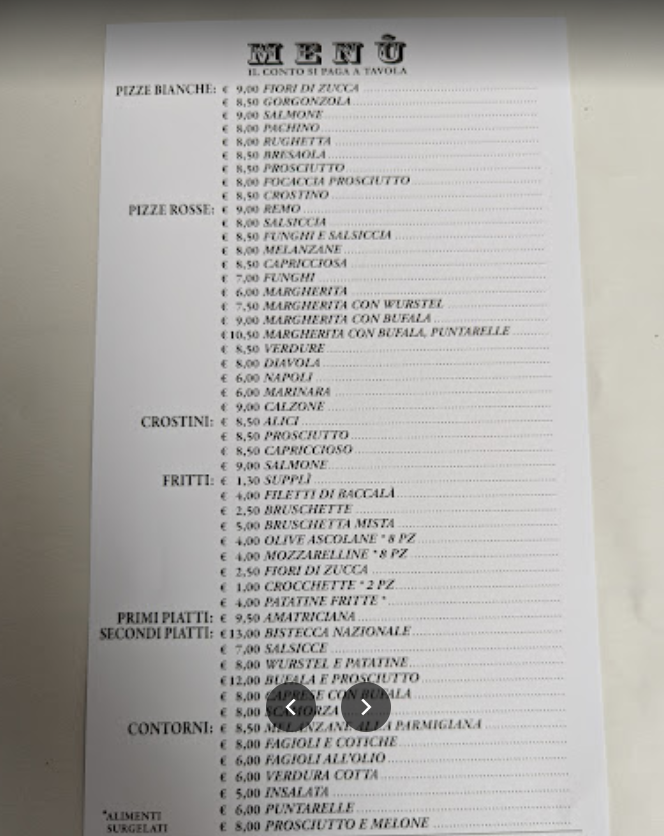 MENÙ
IL CONTO SI PAGA A TAVOLA
PIZZE BIANCHE: € 9,00 FIORI DI ZUCCA
€ 8,50 GORGONZOLA
€ 9,00 SALMONE
€ 8,00 PACHINO
€ 8,00 RUGHETTA
€ 8,50 BRESAOLA
€ 8,50 PROSCIUTTO
€ 8,00 FOCACCIA PROSCIUTTO
€ 8,50 CROSTINO
PIZZE ROSSE: € 9,00 REMO
€ 8,00 SALSICCIA
€ 8,50 FUNGHI E SALSICCIA
€ 8,00 MELANZANE
€ 8,50 CAPRICCIOSA
€ 7,00 FUNGHI
€ 6,00 MARGHERITA
€ 7,50 MARGHERITA CON WURSTEL
€ 9,00 MARGHERITA CON BUFALA
€ 10,50 MARGHERITA CON BUFALA, PUNTARELLE
€ 8,50 VERDURE
€ 8,00 DIAVOLA
€ 6,00 NAPOLI
€ 6,00 MARINARA
€ 9,00 CALZONE
CROSTINI: € 8,50 ALICI
€ 8,50 PROSCIUTTO
€ 8,50 CAPRICCIOSO
€ 9,00 SALMONE
FRITTI: € 1,30 SUPPLÌ
€ 4,00 FILETTI DI BACCALÀ
€ 2,50 BRUSCHETTE
€ 5,00 BRUSCHETTA MISTA
€ 4,00 OLIVE ASCOLANE * 8 PZ
€ 4,00 MOZZARELLINE * 8 PZ
€ 2,50 FIORI DI ZUCCA
€ 1,00 CROCCHETTE * 2 PZ
€ 4,00 PATATINE FRITTE *
PRIMI PIATTI: € 9,50 AMATRICIANA
SECONDI PIATTI: € 13,00 BISTECCA NAZIONALE
€ 7,00 SALSICCE
€ 8,00 WURSTEL E PATATINE
€ 12,00 BUFALA E PROSCIUTTO
€ 8,00 CAPRESE CON BUFALA
€ 8,00 SCAMORZA
CONTORNI: € 8,50 MELANZANE ALLA PARMIGIANA
€ 8,00 FAGIOLI E COTICHE
€ 6,00 FAGIOLI ALL'OLIO
€ 6,00 VERDURA COTTA
€ 5,00 INSALATA
€ 6,00 PUNTARELLE
€ 8,00 PROSCIUTTO E MELONE
*ALIMENTI
SURGELATI